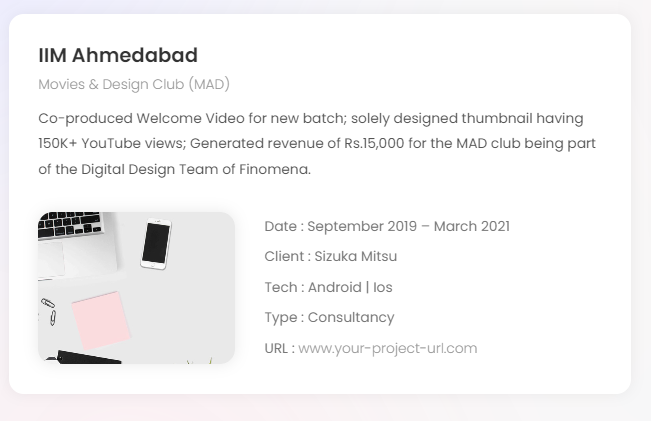 IIM Ahmedabad
Movies & Design Club (MAD)
Co-produced Welcome Video for new batch; solely designed thumbnail having
150K+ YouTube views; Generated revenue of Rs.15,000 for the MAD club being part
of the Digital Design Team of Finomena.
Date : September 2019 – March 2021
Client : Sizuka Mitsu
Tech : Android | Ios
Type : Consultancy
URL : www.your-project-url.com